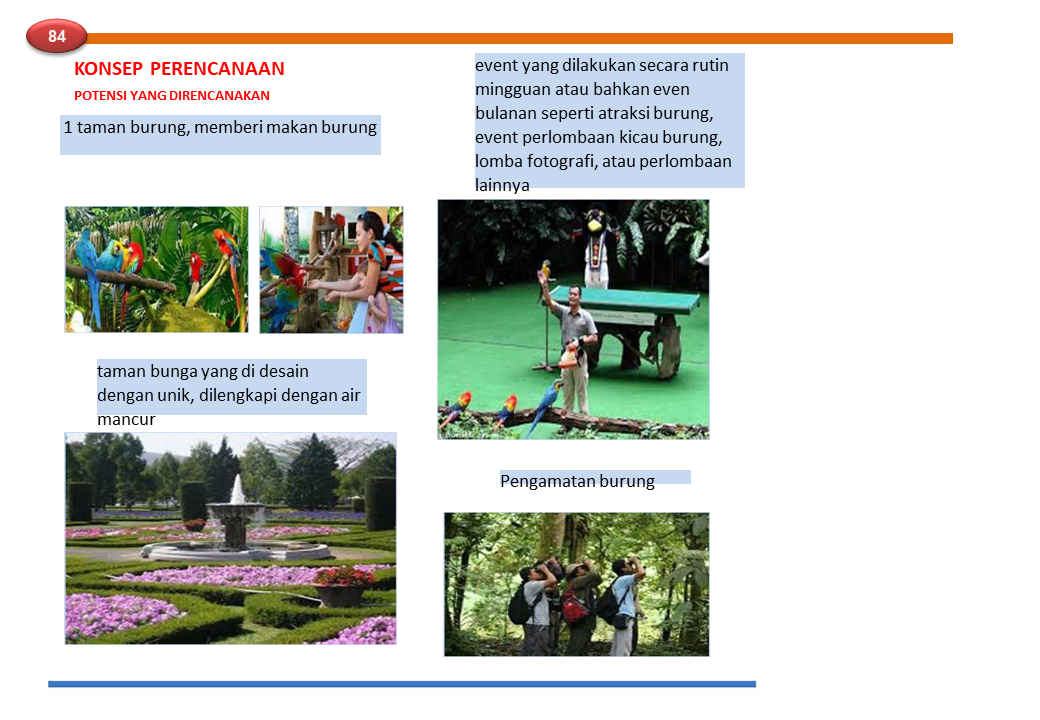 84
KONSEP PERENCANAAN
POTENSI YANG DIRENCANAKAN
1 taman burung, memberi makan burung
taman bunga yang di desain
dengan unik, dilengkapi dengan air
mancur
event yang dilakukan secara rutin
mingguan atau bahkan even
bulanan seperti atraksi burung,
event perlombaan kicau burung,
lomba fotografi, atau perlombaan
lainnya
Pengamatan burung